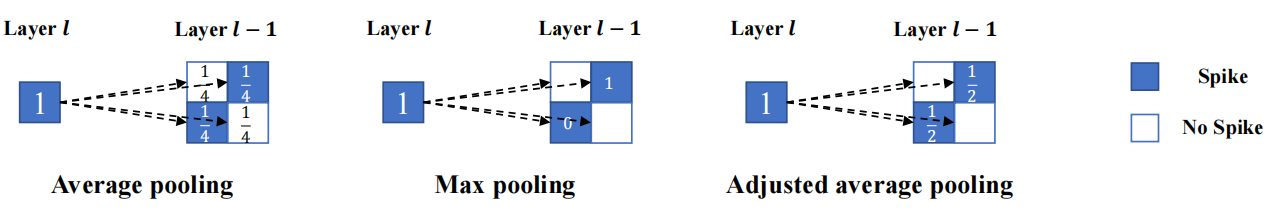 Layer l Layer l − 1 Layer l Layer l − 1 Layer l Layer l − 1
1 1/4 1/4 1 1 1 1/2 Spike
1/4 1/4 0 1/2 No Spike
Average pooling Max pooling Adjusted average pooling